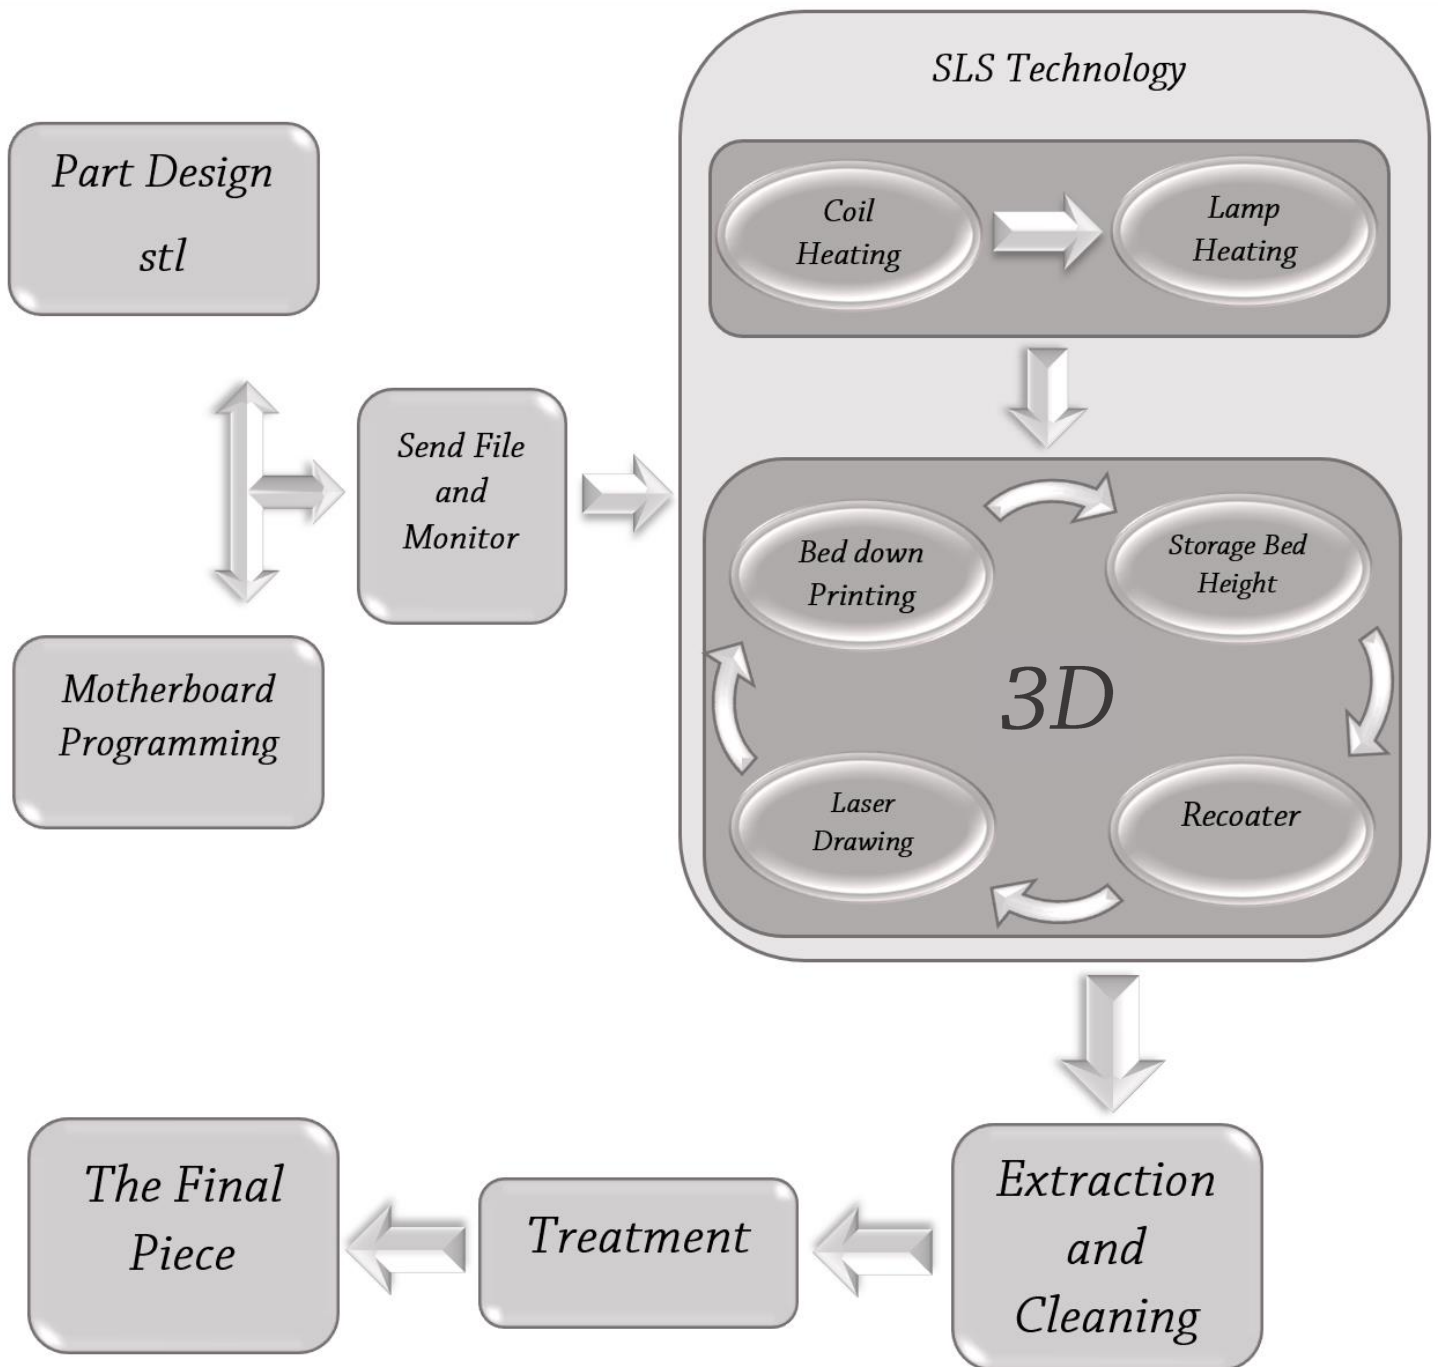 SLS Technology
Part Design
stl
Coil
Heating
Lamp
Heating
Send File
and
Monitor
Motherboard
Programming
Bed down
Printing
Storage Bed
Height
3D
Laser
Drawing
Recoater
The Final
Piece
Treatment
Extraction
and
Cleaning